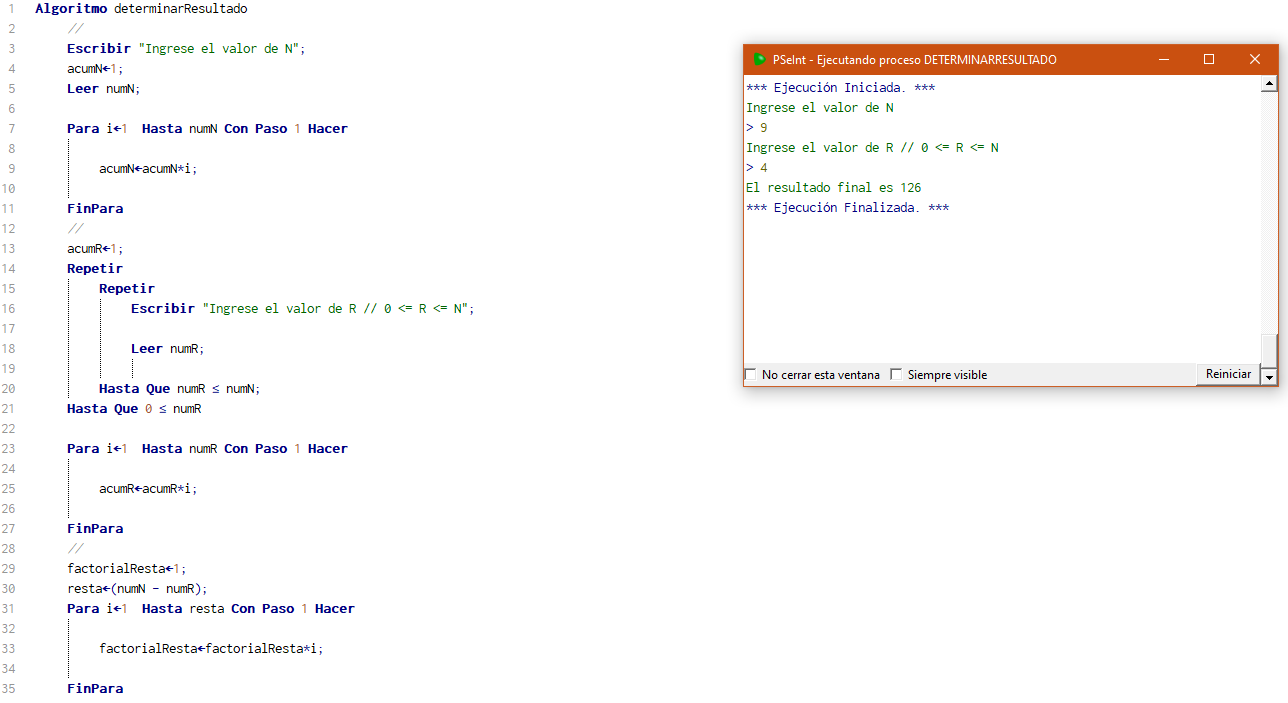 1 Algoritmo determinarResultado
2 //
3 Escribir "Ingrese el valor de N";
4 acumN←1;
5 Leer numN;
6
7 Para i←1 Hasta numN Con Paso 1 Hacer
8
9 acumN←acumN*i;
10
11 FinPara
12 //
13 acumR←1;
14 Repetir
15 Repetir
16 Escribir "Ingrese el valor de R // 0 <= R <= N";
17
18 Leer numR;
19
20 Hasta Que numR ≤ numN;
21 Hasta Que 0 ≤ numR
22
23 Para i←1 Hasta numR Con Paso 1 Hacer
24
25 acumR←acumR*i;
26
27 FinPara
28 //
29 factorialResta←1;
30 resta←(numN - numR);
31 Para i←1 Hasta resta Con Paso 1 Hacer
32
33 factorialResta←factorialResta*i;
34
35 FinPara
PSeInt - Ejecutando proceso DETERMINARRESULTADO
*** Ejecución Iniciada. ***
Ingrese el valor de N
> 9
Ingrese el valor de R // 0 <= R <= N
> 4
El resultado final es 126
*** Ejecución Finalizada. ***
No cerrar esta ventana Siempre visible Reiniciar